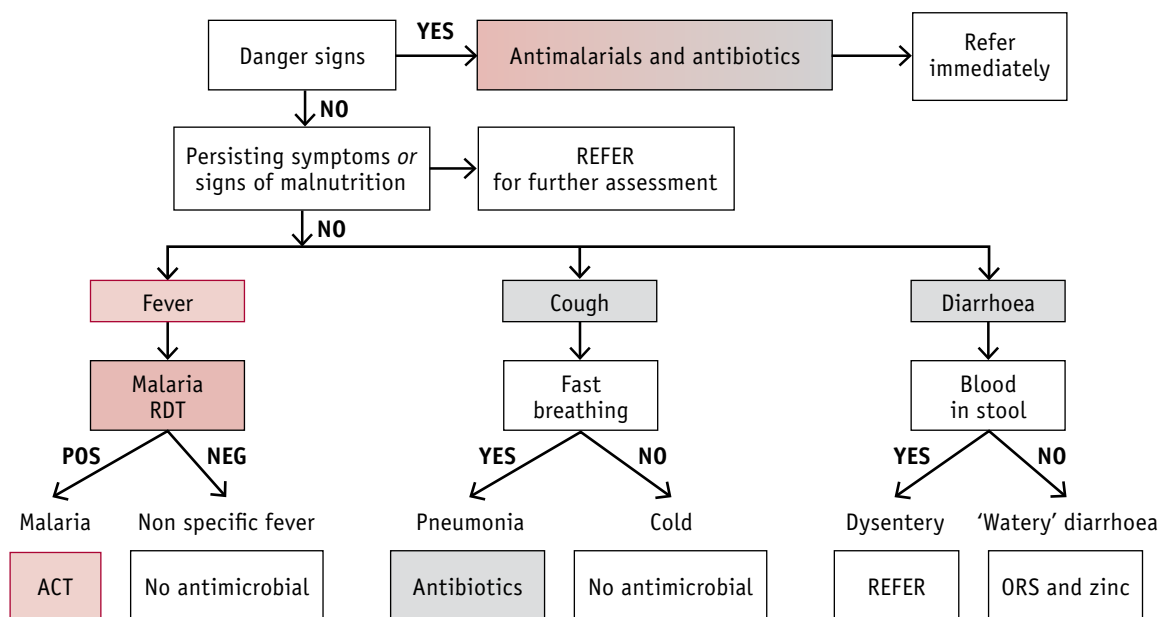 Danger signs
YES
Antimalarials and antibiotics
Refer
immediately
NO
Persisting symptoms or
signs of malnutrition
REFER
for further assessment
NO
Fever
Cough
Diarrhoea
Malaria
RDT
Fast
breathing
Blood
in stool
POS
NEG
YES
NO
YES
NO
Malaria
Non specific fever
Pneumonia
Cold
Dysentery
'Watery' diarrhoea
ACT
No antimicrobial
Antibiotics
No antimicrobial
REFER
ORS and zinc